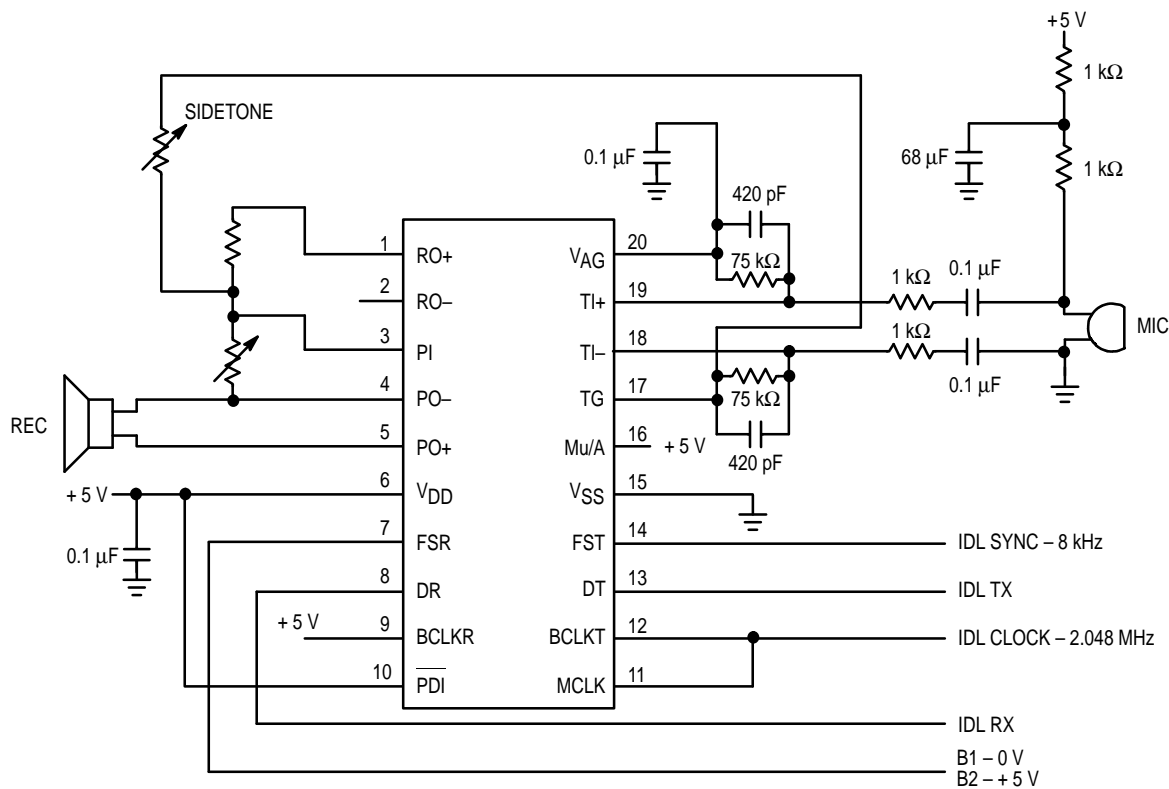 +5 V
1 kΩ
SIDETONE
0.1 µF
68 µF
1 kΩ
420 pF
1 RO+
VAG 20
75 kΩ
1 kΩ
0.1 µF
2 RO–
TI+ 19
MIC
1 kΩ
3 PI
TI– 18
0.1 µF
4 PO–
TG 17
75 kΩ
REC
5 PO+
Mu/A 16
+ 5 V
420 pF
+ 5 V
6 VDD
VSS 15
7 FSR
FST 14
IDL SYNC – 8 kHz
0.1 µF
8 DR
DT 13
IDL TX
+ 5 V
9 BCLKR
BCLKT 12
IDL CLOCK – 2.048 MHz
10 PDI
MCLK 11
IDL RX
B1 – 0 V
B2 – + 5 V